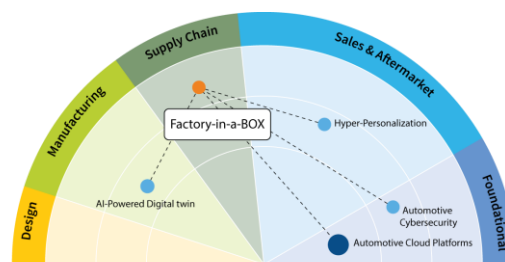 Supply Chain
Sales & Aftermarket
Manufacturing
Factory-in-a-BOX
Hyper-Personalization
AI-Powered Digital twin
Design
Automotive
Cybersecurity
Foundational
Automotive Cloud Platforms